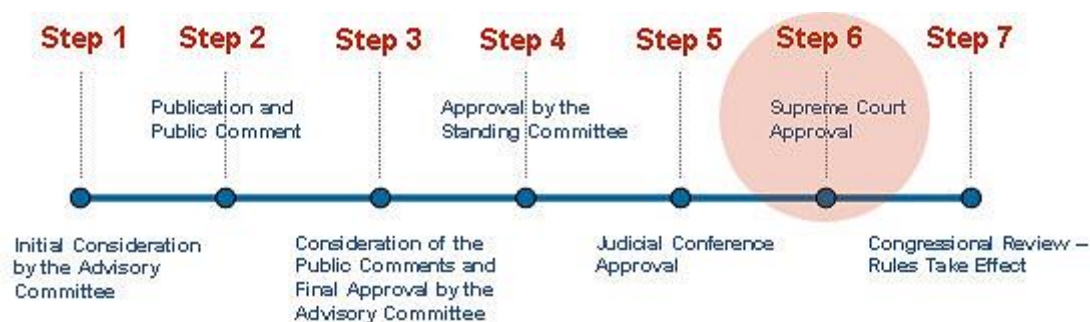 Step 1 Step 2 Step 3 Step 4 Step 5 Step 6 Step 7
Publication and
Public Comment
Approval by the
Standing Committee
Supreme Court
Approval
Initial Consideration
by the Advisory
Committee
Consideration of the
Public Comments and
Final Approval by the
Advisory Committee
Judicial Conference
Approval
Congressional Review –
Rules Take Effect